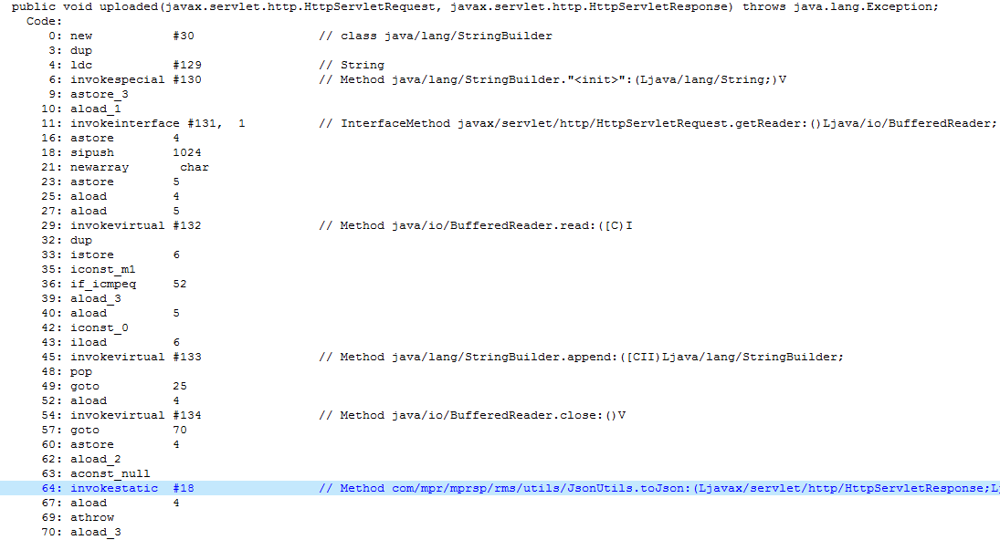 public void uploaded(javax.servlet.http.HttpServletRequest, javax.servlet.http.HttpServletResponse) throws java.lang.Exception;
Code:
0: new #30 // class java/lang/StringBuilder
3: dup
4: ldc #129 // String
6: invokespecial #130 // Method java/lang/StringBuilder."<init>":(Ljava/lang/String;)V
9: astore_3
10: aload_1
11: invokeinterface #131, 1 // InterfaceMethod javax/servlet/http/HttpServletRequest.getReader:()Ljava/io/BufferedReader;
16: astore 4
18: sipush 1024
21: newarray char
23: astore 5
25: aload 4
27: aload 5
29: invokevirtual #132 // Method java/io/BufferedReader.read:([C)I
32: dup
33: istore 6
35: iconst_m1
36: if_icmpeq 52
39: aload_3
40: aload 5
42: iconst_0
43: iload 6
45: invokevirtual #133 // Method java/lang/StringBuilder.append:([CII)Ljava/lang/StringBuilder;
48: pop
49: goto 25
52: aload 4
54: invokevirtual #134 // Method java/io/BufferedReader.close:()V
57: goto 70
60: astore 4
62: aload_2
63: aconst_null
64: invokestatic #18 // Method com/mpr/mprsp/rms/utils/JsonUtils.toJson:(Ljavax/servlet/http/HttpServletResponse;L
67: aload 4
69: athrow
70: aload_3